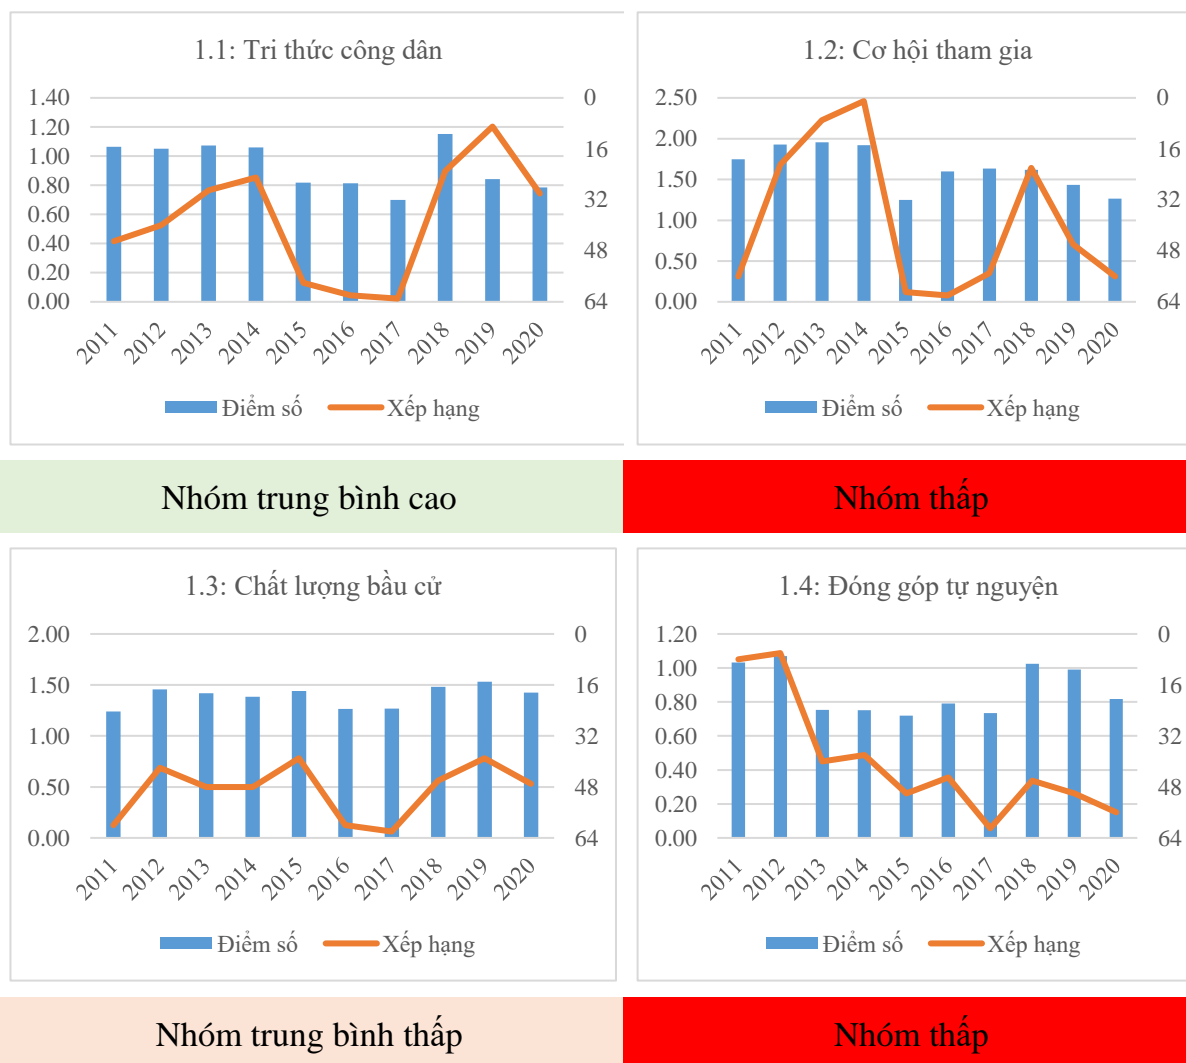 1.1: Tri thức công dân
1.40
1.20
1.00
0.80
0.60
0.40
0.20
0.00
0
16
32
48
64
2011 2012 2013 2014 2015 2016 2017 2018 2019 2020
Điểm số Xếp hạng
Nhóm trung bình cao
1.2: Cơ hội tham gia
2.50
2.00
1.50
1.00
0.50
0.00
0
16
32
48
64
2011 2012 2013 2014 2015 2016 2017 2018 2019 2020
Điểm số Xếp hạng
Nhóm thấp
1.3: Chất lượng bầu cử
2.00
1.50
1.00
0.50
0.00
0
16
32
48
64
2011 2012 2013 2014 2015 2016 2017 2018 2019 2020
Điểm số Xếp hạng
Nhóm trung bình thấp
1.4: Đóng góp tự nguyện
1.20
1.00
0.80
0.60
0.40
0.20
0.00
0
16
32
48
64
2011 2012 2013 2014 2015 2016 2017 2018 2019 2020
Điểm số Xếp hạng
Nhóm thấp